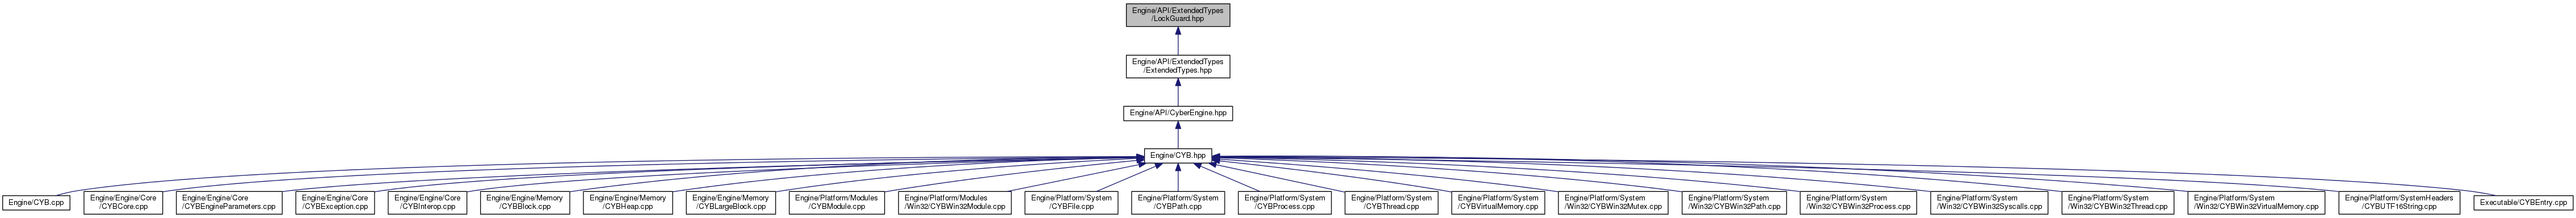 Engine/API/ExtendedTypes
/LockGuard.hpp
Engine/API/ExtendedTypes
/ExtendedTypes.hpp
Engine/API/CyberEngine.hpp
Engine/CYB.hpp
Engine/CYB.cpp
Engine/Engine/Core
/CYBCore.cpp
Engine/Engine/Core
/CYBEngineParameters.cpp
Engine/Engine/Core
/CYBException.cpp
Engine/Engine/Core
/CYBInterop.cpp
Engine/Engine/Memory
/CYBBlock.cpp
Engine/Engine/Memory
/CYBHeap.cpp
Engine/Engine/Memory
/CYBLargeBlock.cpp
Engine/Platform/Modules
/CYBModule.cpp
Engine/Platform/Modules
/Win32/CYBWin32Module.cpp
Engine/Platform/System
/CYBFile.cpp
Engine/Platform/System
/CYBPath.cpp
Engine/Platform/System
/CYBProcess.cpp
Engine/Platform/System
/CYBThread.cpp
Engine/Platform/System
/CYBVirtualMemory.cpp
Engine/Platform/System
/Win32/CYBWin32Mutex.cpp
Engine/Platform/System
/Win32/CYBWin32Path.cpp
Engine/Platform/System
/Win32/CYBWin32Process.cpp
Engine/Platform/System
/Win32/CYBWin32Syscalls.cpp
Engine/Platform/System
/Win32/CYBWin32Thread.cpp
Engine/Platform/System
/Win32/CYBWin32VirtualMemory.cpp
Engine/Platform/SystemHeaders
/CYBUTF16String.cpp
Executable/CYBEntry.cpp